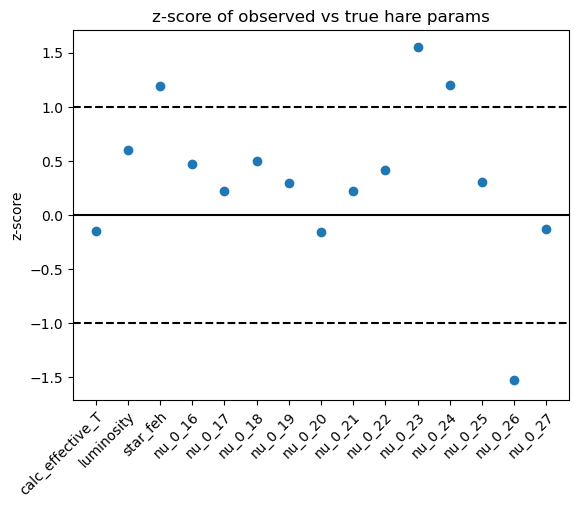 z-score of observed vs true hare params
z-score
1.5
1.0
0.5
0.0
−0.5
−1.0
−1.5
calc_effective_T
luminosity
star_feh
nu_0_16
nu_0_17
nu_0_18
nu_0_19
nu_0_20
nu_0_21
nu_0_22
nu_0_23
nu_0_24
nu_0_25
nu_0_26
nu_0_27